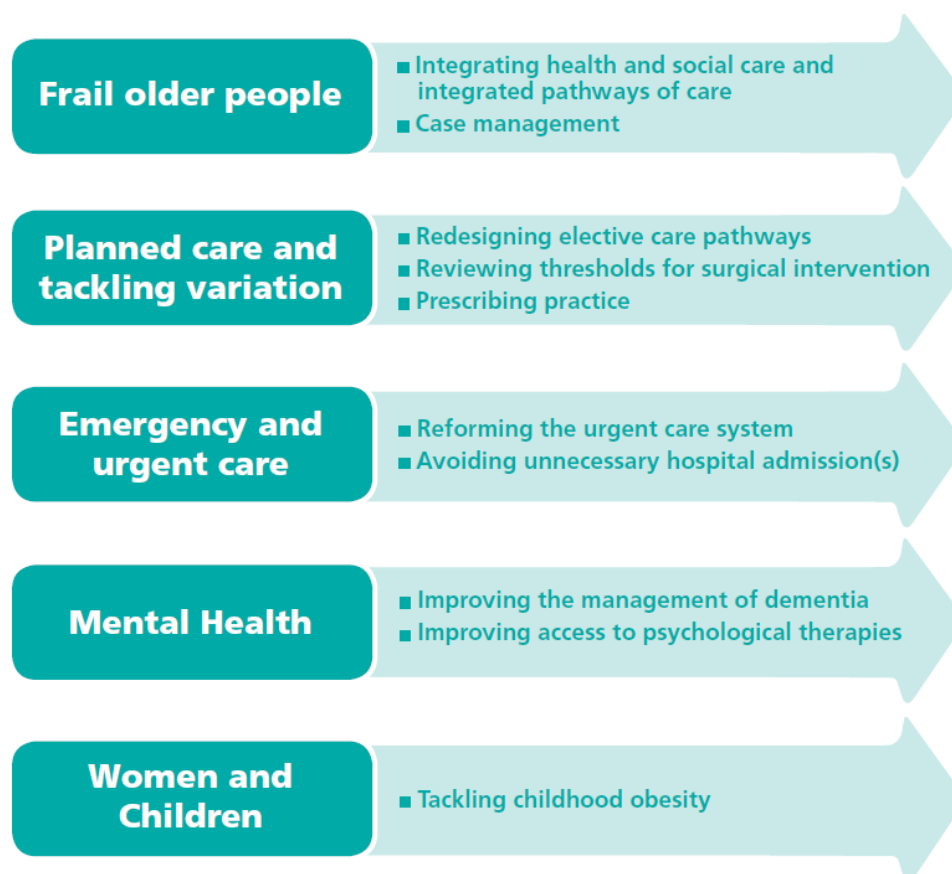 Frail older people
■ Integrating health and social care and
integrated pathways of care
■ Case management
Planned care and
tackling variation
■ Redesigning elective care pathways
■ Reviewing thresholds for surgical intervention
■ Prescribing practice
Emergency and
urgent care
■ Reforming the urgent care system
■ Avoiding unnecessary hospital admission(s)
Mental Health
■ Improving the management of dementia
■ Improving access to psychological therapies
Women and
Children
■ Tackling childhood obesity